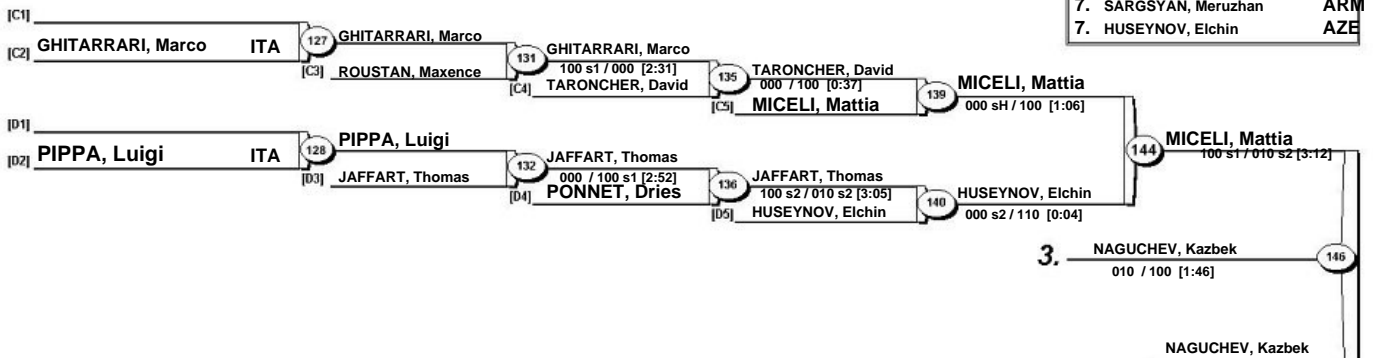 7. SARGSYAN, Meruzhan ARM
7. HUSEYNOV, Elchin AZE
[C1]
[C2] GHITARRARI, Marco ITA
127
GHITARRARI, Marco
[C3] ROUSTAN, Maxence
131
GHITARRARI, Marco
100 s1 / 000 [2:31]
[C4] TARONCHER, David
135
TARONCHER, David
000 / 100 [0:37]
[C5] MICELI, Mattia
139
MICELI, Mattia
000 sH / 100 [1:06]
[D1]
[D2] PIPPA, Luigi ITA
128
PIPPA, Luigi
[D3] JAFFART, Thomas
132
JAFFART, Thomas
000 / 100 s1 [2:52]
[D4] PONNET, Dries
136
JAFFART, Thomas
100 s2 / 010 s2 [3:05]
[D5] HUSEYNOV, Elchin
140
HUSEYNOV, Elchin
000 s2 / 110 [0:04]
144
MICELI, Mattia
100 s1 / 010 s2 [3:12]
3. NAGUCHEV, Kazbek
010 / 100 [1:46]
146
NAGUCHEV, Kazbek